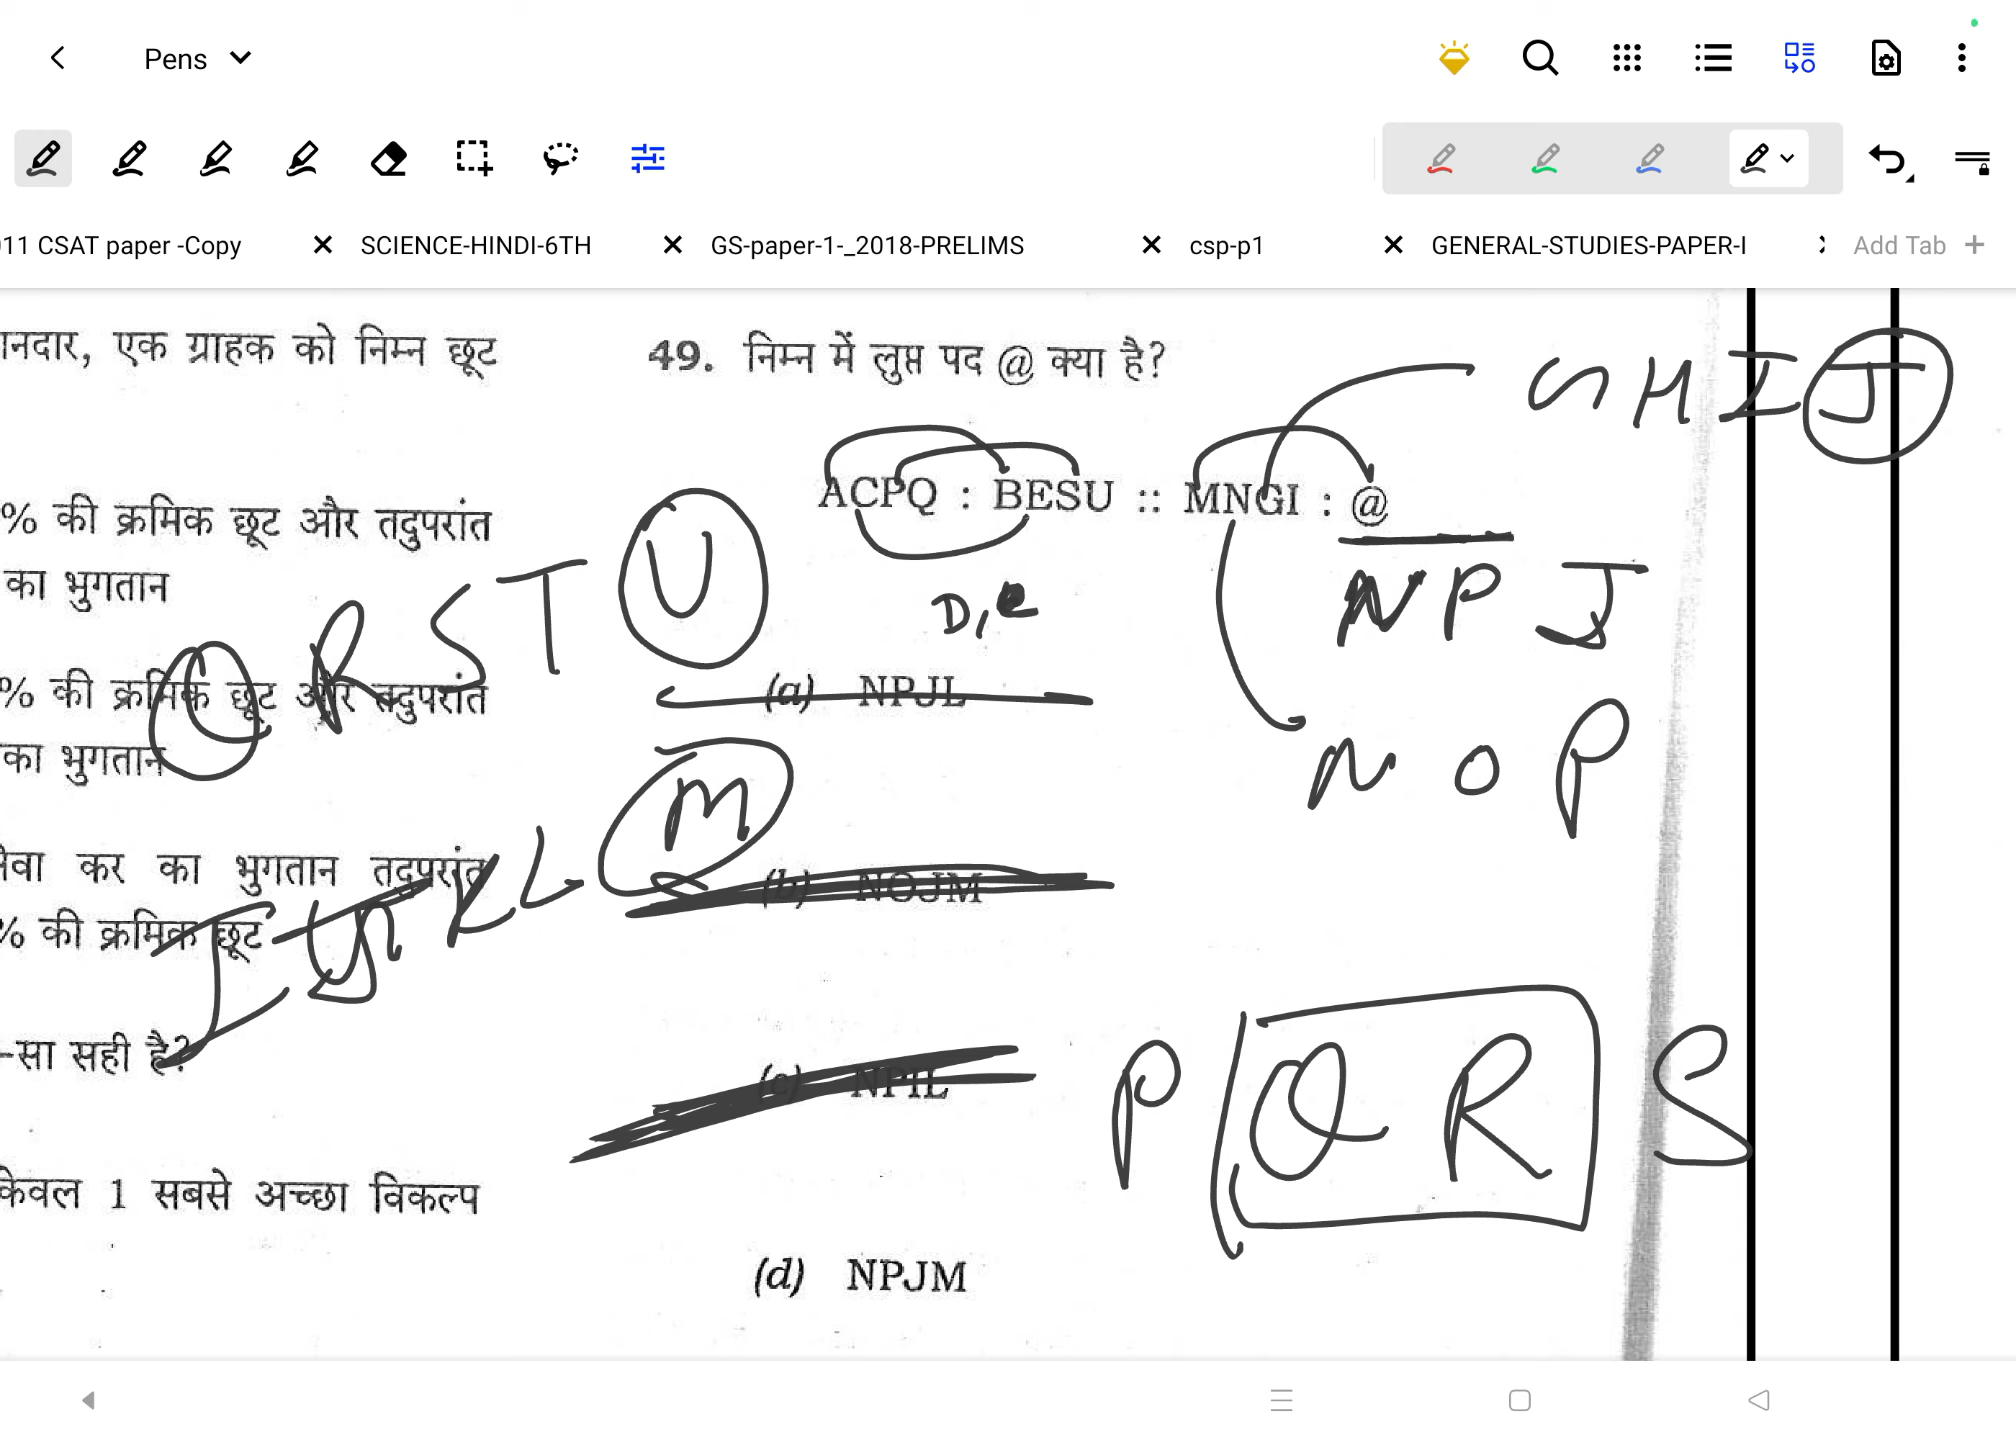 Pens
11 CSAT paper -Copy
SCIENCE-HINDI-6TH
GS-paper-1-_2018-PRELIMS
csp-p1
GENERAL-STUDIES-PAPER-I
Add Tab +
नदार, एक ग्राहक को निम्न छूट
% की क्रमिक छूट और तदुपरांत
का भुगतान
% की क्रमिक छूट और तदुपरांत
का भुगतान
कर का भुगतान तदुपरांत
% की क्रमिक छूट
-सा सही है?
केवल 1 सबसे अच्छा विकल्प
49. निम्न में लुप्त पद @ क्या है?
G H I J
ACPQ : BESU :: MNGI : @
N P J
D,E
Q R S T U
(a) NPJL
N O P
M
(b) NOJM
I J K L
(c) NPIL
P Q R S
(d) NPJM